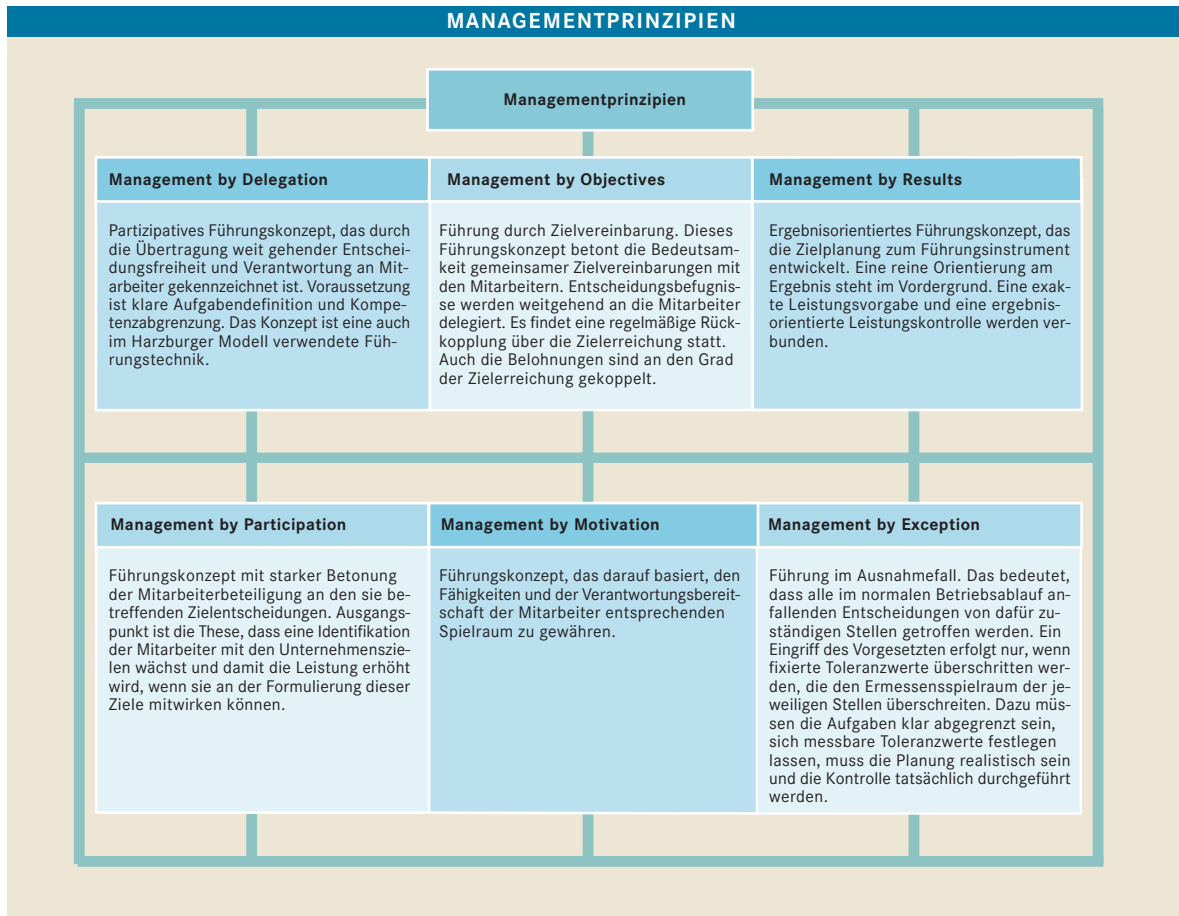 MANAGEMENTPRINZIPIEN
Managementprinzipien
Management by Delegation
Partizipatives Führungskonzept, das durch
die Übertragung weit gehender Entschei-
dungsfreiheit und Verantwortung an Mit-
arbeiter gekennzeichnet ist. Voraussetzung
ist klare Aufgabendefinition und Kompe-
tenzabgrenzung. Das Konzept ist eine auch
im Harzburger Modell verwendete Füh-
rungstechnik.
Management by Objectives
Führung durch Zielvereinbarung. Dieses
Führungskonzept betont die Bedeutsam-
keit gemeinsamer Zielvereinbarungen mit
den Mitarbeitern. Entscheidungsbefugnis-
se werden weitgehend an die Mitarbeiter
delegiert. Es findet eine regelmäßige Rück-
kopplung über die Zielerreichung statt.
Auch die Belohnungen sind an den Grad
der Zielerreichung gekoppelt.
Management by Results
Ergebnisorientiertes Führungskonzept, das
die Zielplanung zum Führungsinstrument
entwickelt. Eine reine Orientierung am
Ergebnis steht im Vordergrund. Eine exak-
te Leistungsvorgabe und eine ergebnis-
orientierte Leistungskontrolle werden ver-
bunden.
Management by Participation
Führungskonzept mit starker Betonung
der Mitarbeiterbeteiligung an den sie be-
treffenden Zielentscheidungen. Ausgangs-
punkt ist die These, dass eine Identifikation
der Mitarbeiter mit den Unternehmenszie-
len wächst und damit die Leistung erhöht
wird, wenn sie an der Formulierung dieser
Ziele mitwirken können.
Management by Motivation
Führungskonzept, das darauf basiert, den
Fähigkeiten und der Verantwortungsbereit-
schaft der Mitarbeiter entsprechenden
Spielraum zu gewähren.
Management by Exception
Führung im Ausnahmefall. Das bedeutet,
dass alle im normalen Betriebsablauf an-
fallenden Entscheidungen von dafür zu-
ständigen Stellen getroffen werden. Ein
Eingriff des Vorgesetzten erfolgt nur, wenn
fixierte Toleranzwerte überschritten wer-
den, die den Ermessensspielraum der je-
weiligen Stellen überschreiten. Dazu müs-
sen die Aufgaben klar abgegrenzt sein,
sich messbare Toleranzwerte festlegen
lassen, muss die Planung realistisch sein
und die Kontrolle tatsächlich durchgeführt
werden.